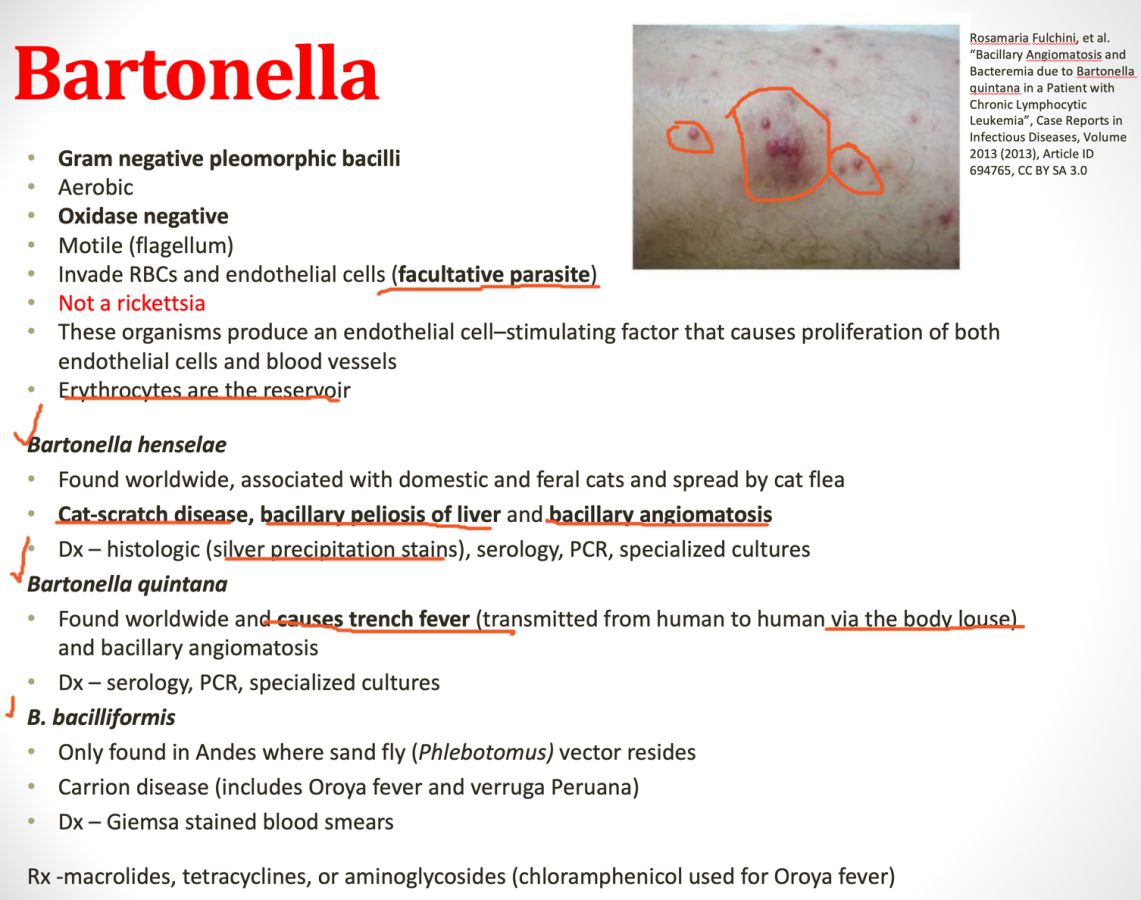 Bartonella
Rosamaria Fulchini, et al.
“Bacillary Angiomatosis and
Bacteremia due to Bartonella
quintana in a Patient with
Chronic Lymphocytic
Leukemia”, Case Reports in
Infectious Diseases, Volume
2013 (2013), Article ID
694765, CC BY SA 3.0
• Gram negative pleomorphic bacilli
• Aerobic
• Oxidase negative
• Motile (flagellum)
• Invade RBCs and endothelial cells (facultative parasite)
• Not a rickettsia
• These organisms produce an endothelial cell–stimulating factor that causes proliferation of both
endothelial cells and blood vessels
• Erythrocytes are the reservoir
Bartonella henselae
• Found worldwide, associated with domestic and feral cats and spread by cat flea
• Cat-scratch disease, bacillary peliosis of liver and bacillary angiomatosis
• Dx – histologic (silver precipitation stains), serology, PCR, specialized cultures
Bartonella quintana
• Found worldwide and causes trench fever (transmitted from human to human via the body louse)
and bacillary angiomatosis
• Dx – serology, PCR, specialized cultures
B. bacilliformis
• Only found in Andes where sand fly (Phlebotomus) vector resides
• Carrion disease (includes Oroya fever and verruga Peruana)
• Dx – Giemsa stained blood smears
Rx -macrolides, tetracyclines, or aminoglycosides (chloramphenicol used for Oroya fever)